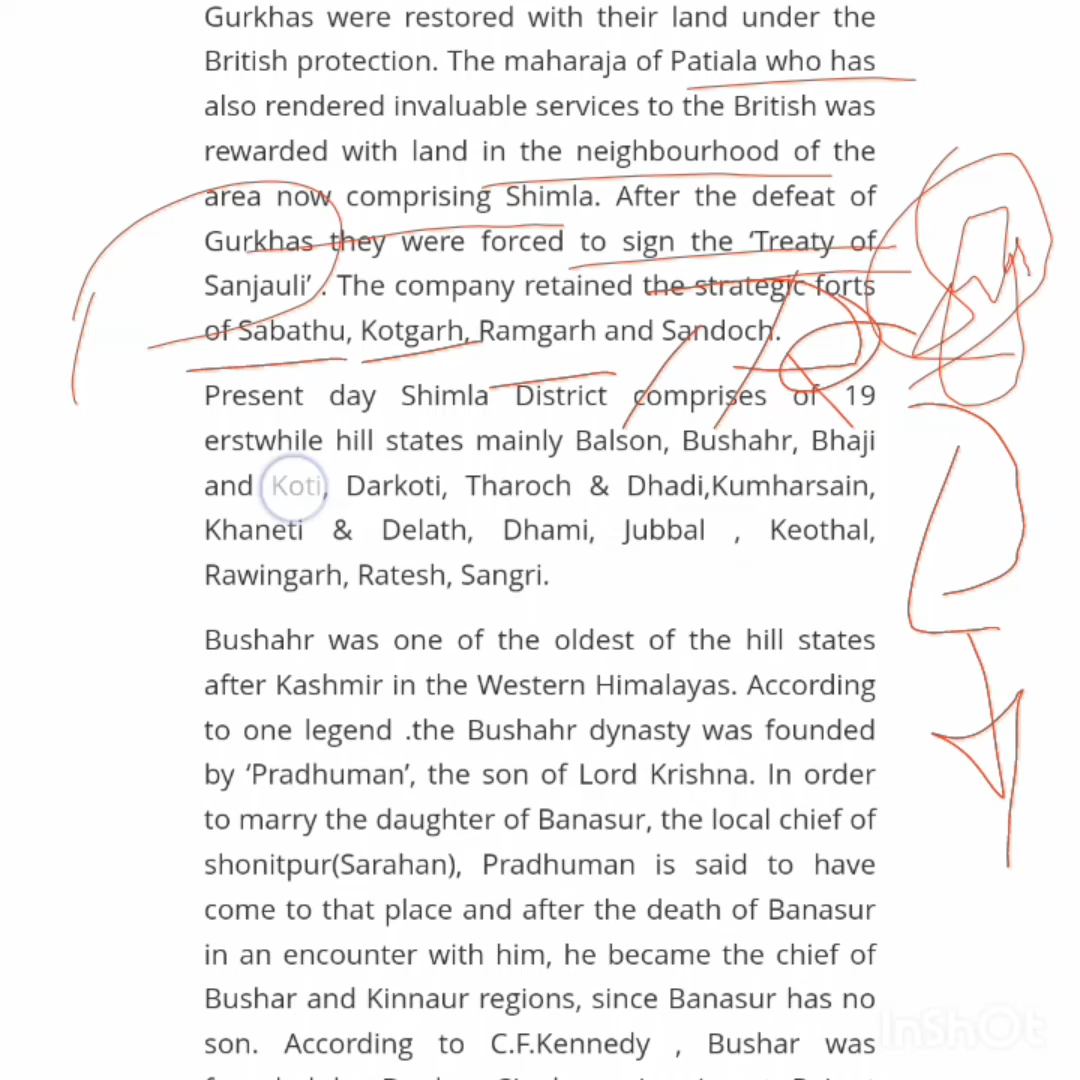 Gurkhas were restored with their land under the
British protection. The maharaja of Patiala who has
also rendered invaluable services to the British was
rewarded with land in the neighbourhood of the
area now comprising Shimla. After the defeat of
Gurkhas they were forced to sign the ‘Treaty of
Sanjauli’ . The company retained the strategic forts
of Sabathu, Kotgarh, Ramgarh and Sandoch.
Present day Shimla District comprises of 19
erstwhile hill states mainly Balson, Bushahr, Bhaji
and Koti, Darkoti, Tharoch & Dhadi,Kumharsain,
Khaneti & Delath, Dhami, Jubbal , Keothal,
Rawingarh, Ratesh, Sangri.
Bushahr was one of the oldest of the hill states
after Kashmir in the Western Himalayas. According
to one legend .the Bushahr dynasty was founded
by ‘Pradhuman’, the son of Lord Krishna. In order
to marry the daughter of Banasur, the local chief of
shonitpur(Sarahan), Pradhuman is said to have
come to that place and after the death of Banasur
in an encounter with him, he became the chief of
Bushar and Kinnaur regions, since Banasur has no
son. According to C.F.Kennedy , Bushar was
InShOt